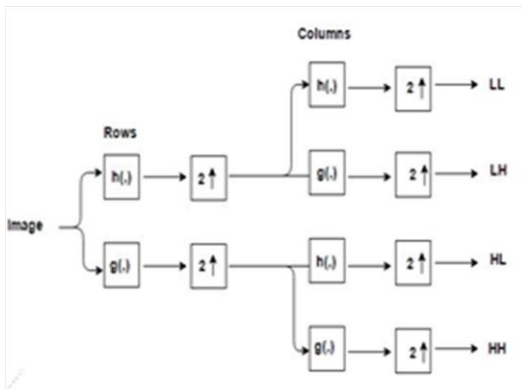 Columns
h(.) 2↑ LL
Rows
h(.) 2↑ g(.) 2↑ LH
Image
g(.) 2↑ h(.) 2↑ HL
g(.) 2↑ HH